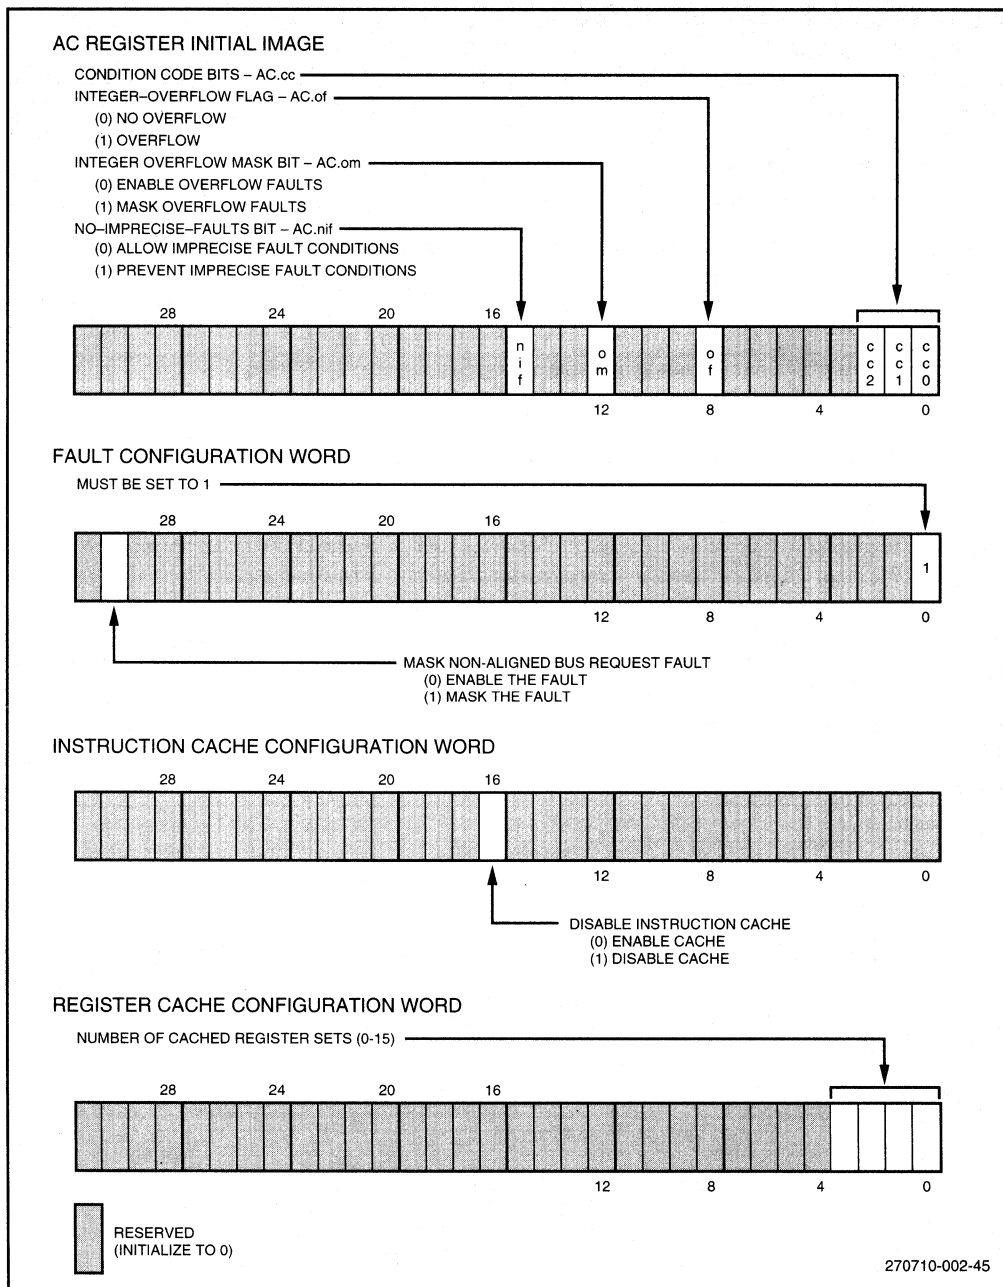 AC REGISTER INITIAL IMAGE
CONDITION CODE BITS – AC.cc
INTEGER–OVERFLOW FLAG – AC.of
(0) NO OVERFLOW
(1) OVERFLOW
INTEGER OVERFLOW MASK BIT – AC.om
(0) ENABLE OVERFLOW FAULTS
(1) MASK OVERFLOW FAULTS
NO–IMPRECISE–FAULTS BIT – AC.nif
(0) ALLOW IMPRECISE FAULT CONDITIONS
(1) PREVENT IMPRECISE FAULT CONDITIONS
28 24 20 16
nif om of cc2 cc1 cc0
12 8 4 0
FAULT CONFIGURATION WORD
MUST BE SET TO 1
28 24 20 16
1
12 8 4 0
MASK NON-ALIGNED BUS REQUEST FAULT
(0) ENABLE THE FAULT
(1) MASK THE FAULT
INSTRUCTION CACHE CONFIGURATION WORD
28 24 20 16
12 8 4 0
DISABLE INSTRUCTION CACHE
(0) ENABLE CACHE
(1) DISABLE CACHE
REGISTER CACHE CONFIGURATION WORD
NUMBER OF CACHED REGISTER SETS (0-15)
28 24 20 16
12 8 4 0
RESERVED
(INITIALIZE TO 0)
270710-002-45